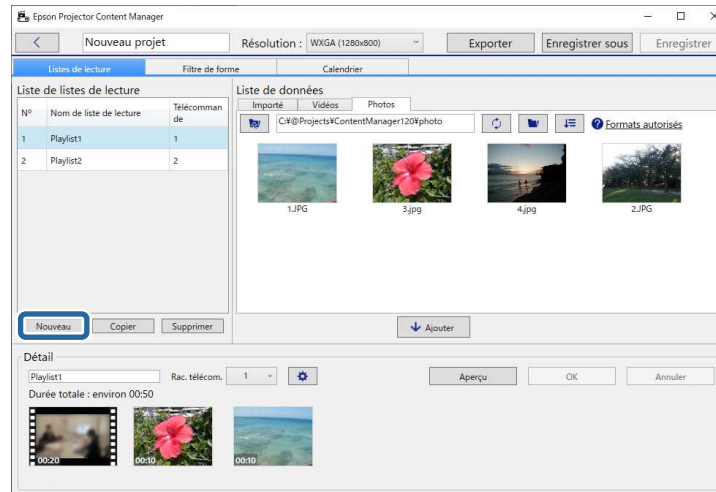 Epson Projector Content Manager
Nouveau projet
Résolution : WXGA (1280x800)
Exporter
Enregistrer sous
Enregistrer
Listes de lecture
Filtre de forme
Calendrier
Liste de listes de lecture
Nº
Nom de liste de lecture
Télécomman
de
1 Playlist1 1
2 Playlist2 2
Nouveau
Copier
Supprimer
Liste de données
Importé
Vidéos
Photos
C:¥@Projects¥ContentManager120¥photo
Formats autorisés
1.JPG
3.jpg
4.jpg
2.JPG
Ajouter
Détail
Playlist1
Rac. télécom.
1
Aperçu
OK
Annuler
Durée totale : environ 00:50
00:20
00:10
00:10